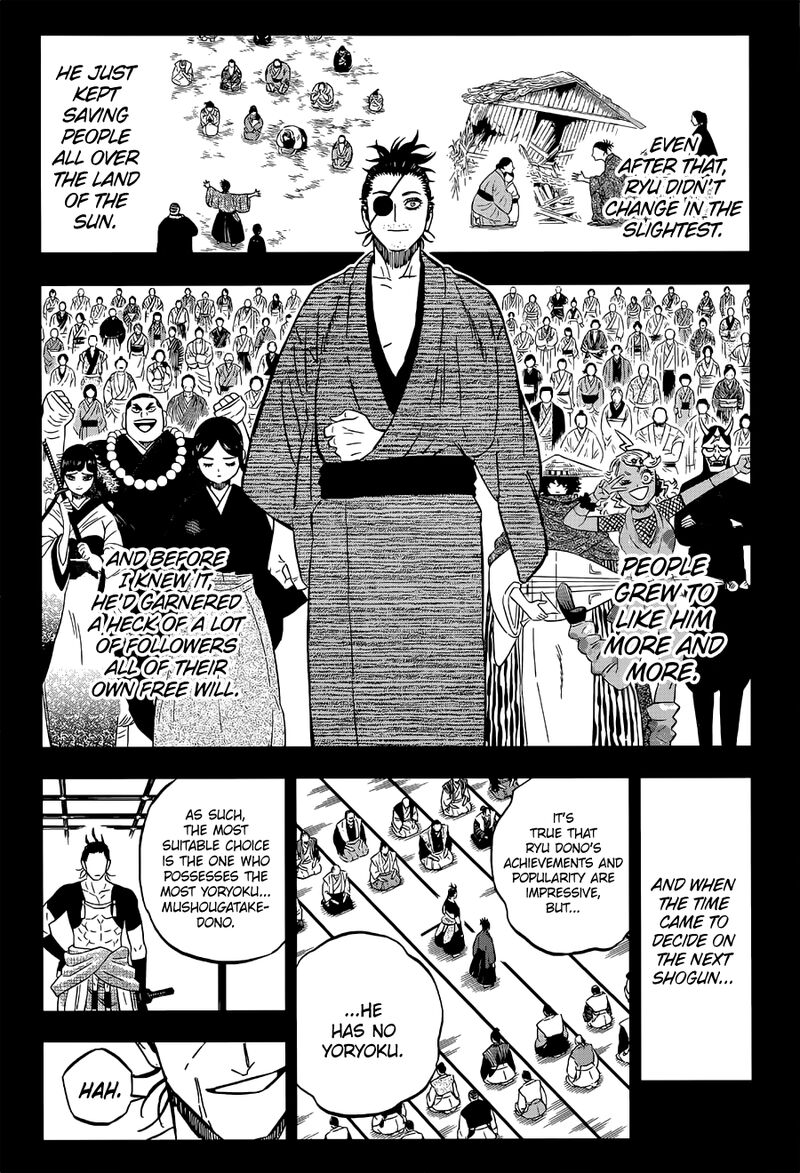 EVEN
AFTER THAT,
RYU DIDN'T
CHANGE IN THE
SLIGHTEST.
HE JUST
KEPT
SAVING
PEOPLE
ALL OVER
THE LAND
OF THE
SUN.
PEOPLE
GREW TO
LIKE HIM
MORE AND
MORE.
AND BEFORE
I KNEW IT,
HE'D GARNERED
A HECK OF A LOT
OF FOLLOWERS
ALL OF THEIR
OWN FREE WILL.
AND WHEN
THE TIME
CAME TO
DECIDE ON
THE NEXT
SHOGUN...
IT'S
TRUE THAT
RYU DONO'S
ACHIEVEMENTS AND
POPULARITY ARE
IMPRESSIVE,
BUT...
...HE
HAS NO
YORYOKU.
AS SUCH,
THE MOST
SUITABLE CHOICE
IS THE ONE WHO
POSSESSES THE
MOST YORYOKU...
MUSHOUGATAKE-
DONO.
HAH.